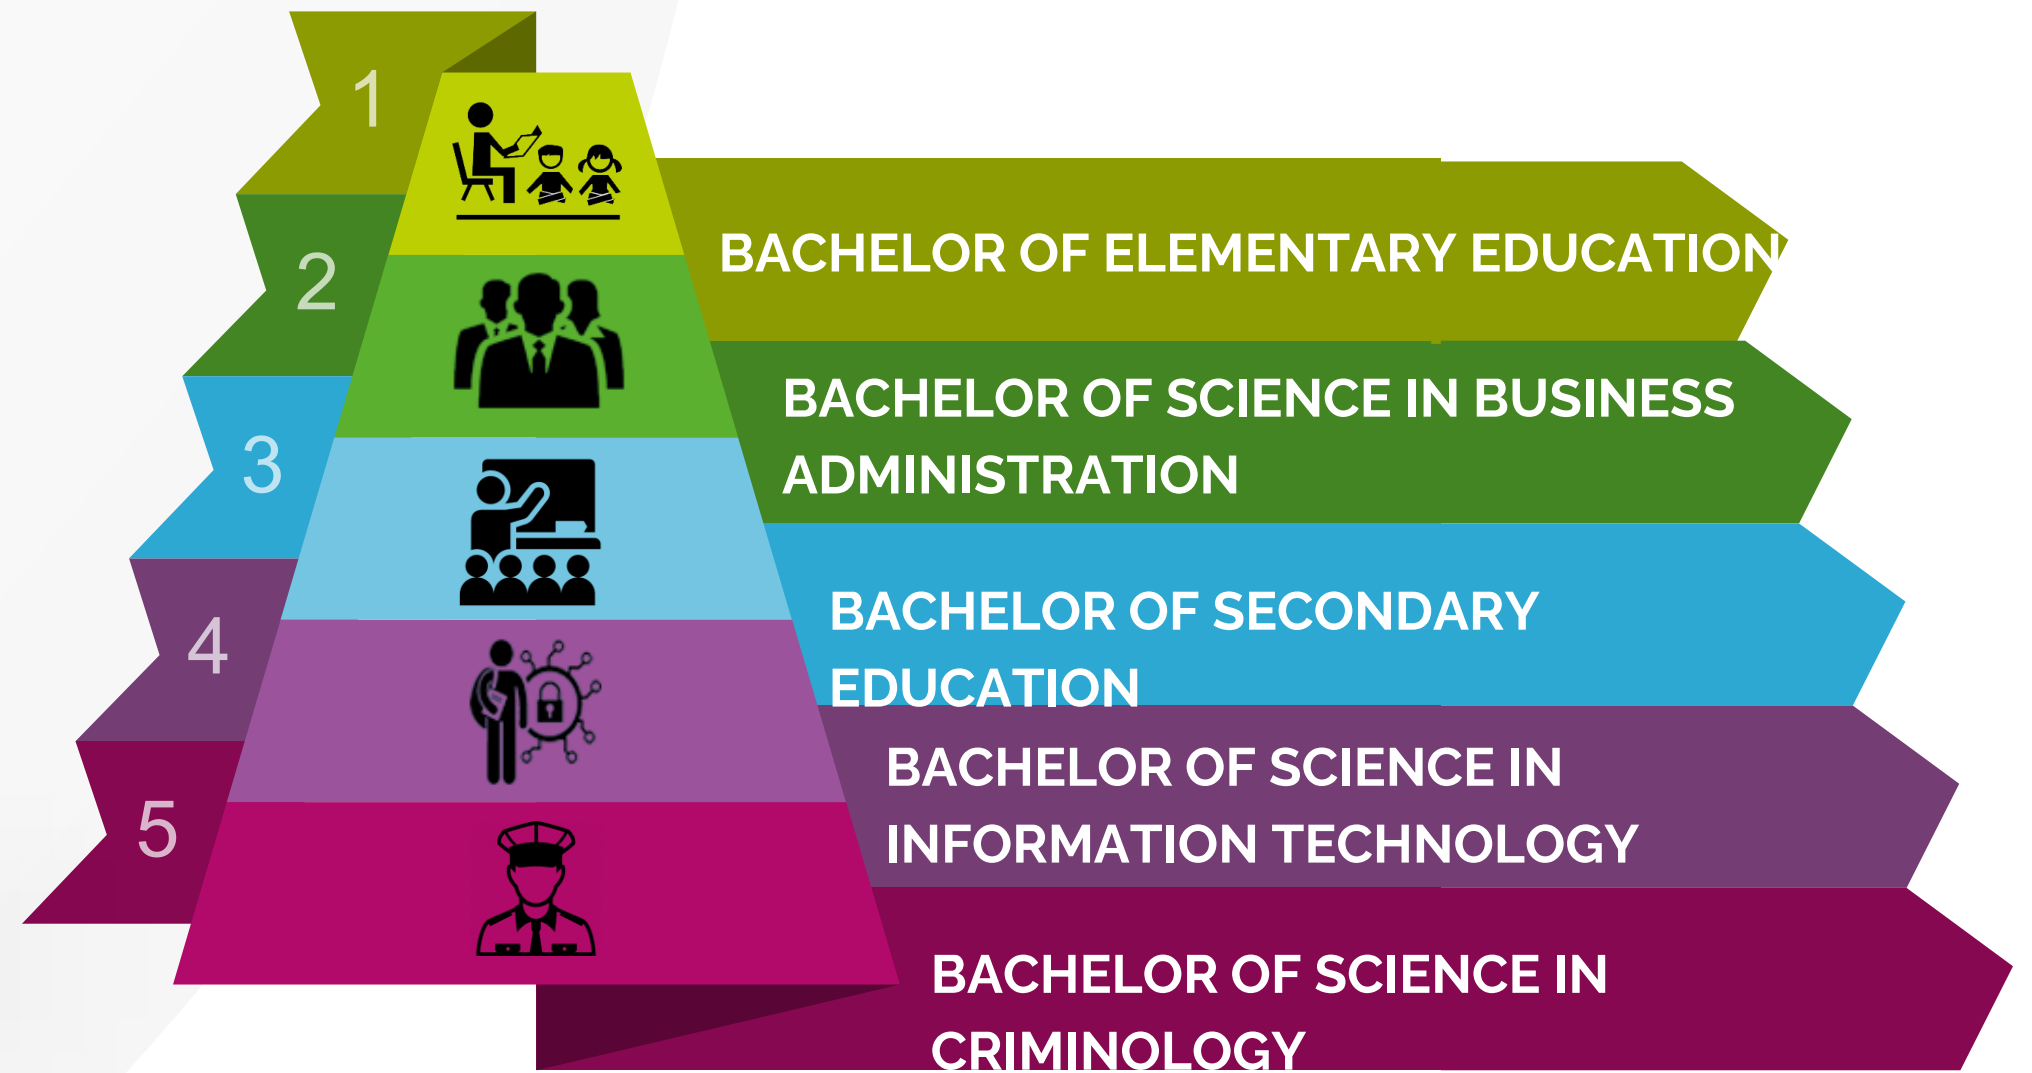 1
BACHELOR OF ELEMENTARY EDUCATION
2
BACHELOR OF SCIENCE IN BUSINESS
ADMINISTRATION
3
BACHELOR OF SECONDARY
EDUCATION
4
BACHELOR OF SCIENCE IN
INFORMATION TECHNOLOGY
5
BACHELOR OF SCIENCE IN
CRIMINOLOGY